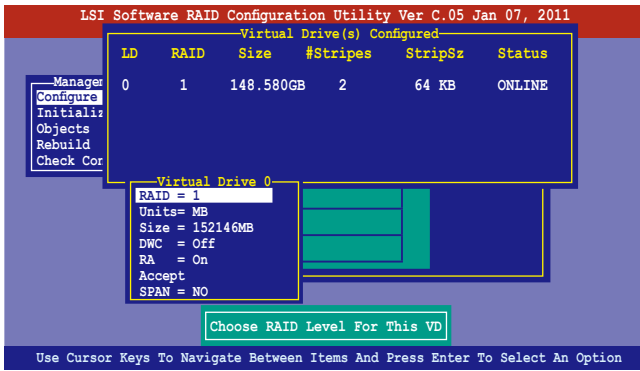 LSI Software RAID Configuration Utility Ver C.05 Jan 07, 2011
Virtual Drive(s) Configured
LD RAID Size #Stripes StripSz Status
0 1 148.580GB 2 64 KB ONLINE
Managem
Configure
Initializ
Objects
Rebuild
Check Con
Virtual Drive 0
RAID = 1
Units= MB
Size = 152146MB
DWC = Off
RA = On
Accept
SPAN = NO
Choose RAID Level For This VD
Use Cursor Keys To Navigate Between Items And Press Enter To Select An Option